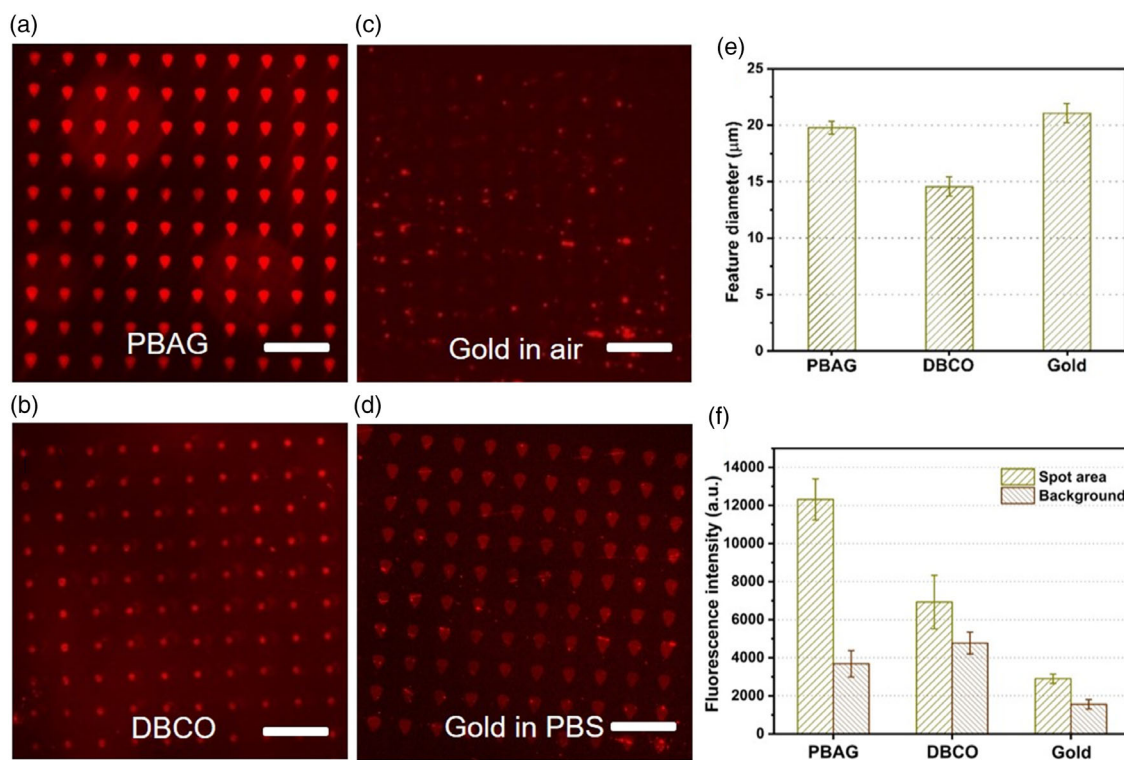 (a)
PBAG
(b)
DBCO
(c)
Gold in air
(d)
Gold in PBS
(e)
Feature diameter (μm)
25
20
15
10
5
0
PBAG DBCO Gold
(f)
Fluorescence intensity (a.u.)
14000
12000
10000
8000
6000
4000
2000
0
Spot area
Background
PBAG DBCO Gold